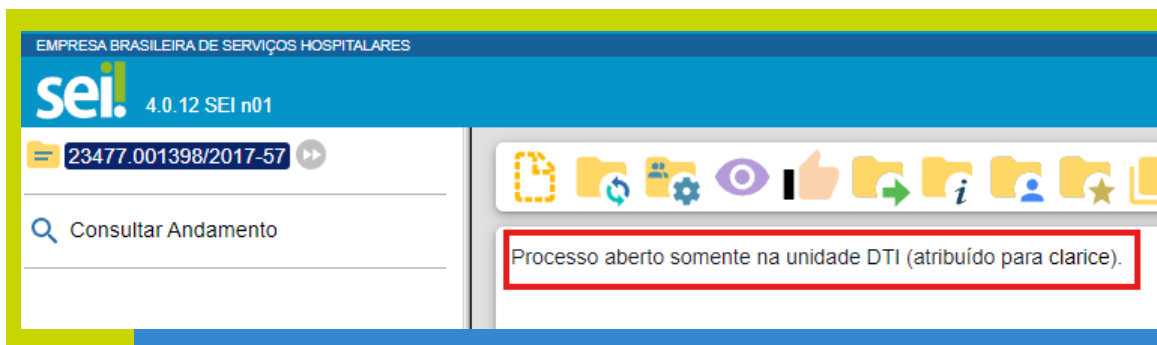 EMPRESA BRASILEIRA DE SERVIÇOS HOSPITALARES
sei! 4.0.12 SEI n01
23477.001398/2017-57
Consultar Andamento
Processo aberto somente na unidade DTI (atribuído para clarice).